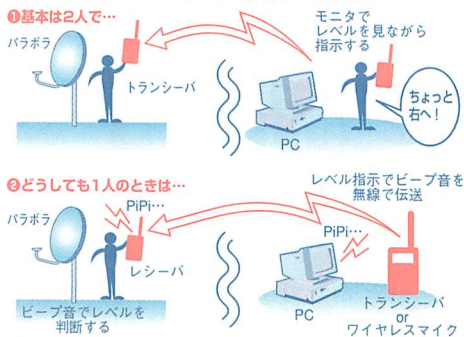 ❶基本は2人で…
モニタで
レベルを見ながら
指示する
パラボラ
トランシーバ
ちょっと
右へ!
PC
❷どうしても1人のときは…
レベル指示でビープ音を
無線で伝送
PiPi…
パラボラ
PiPi…
レシーバ
ビープ音でレベルを
判断する
PC
トランシーバ
or
ワイヤレスマイク